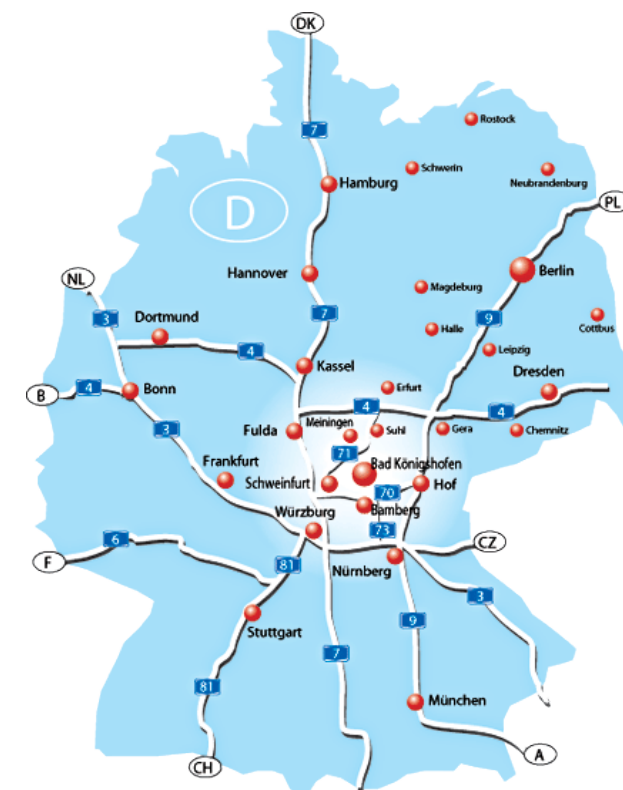 DK
Rostock
7
Schwerin
Neubrandenburg
Hamburg
PL
D
Hannover
Berlin
NL
Magdeburg
3
Dortmund
7
9
Halle
Cottbus
4
Leipzig
Kassel
Dresden
B
4
Bonn
Erfurt
4
4
3
Fulda
Meiningen
Suhl
Gera
Chemnitz
71
Frankfurt
Bad Königshofen
Schweinfurt
70
Hof
Würzburg
Bamberg
73
6
CZ
F
81
Nürnberg
3
Stuttgart
9
7
81
München
CH
A